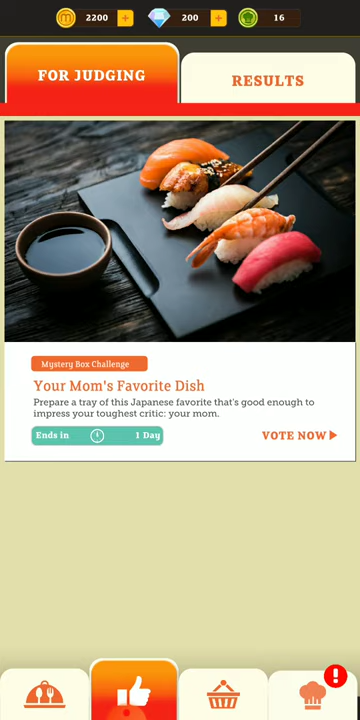 2200 200 16
FOR JUDGING
RESULTS
Mystery Box Challenge
Your Mom's Favorite Dish
Prepare a tray of this Japanese favorite that's good enough to
impress your toughest critic: your mom.
Ends in 1 Day
VOTE NOW